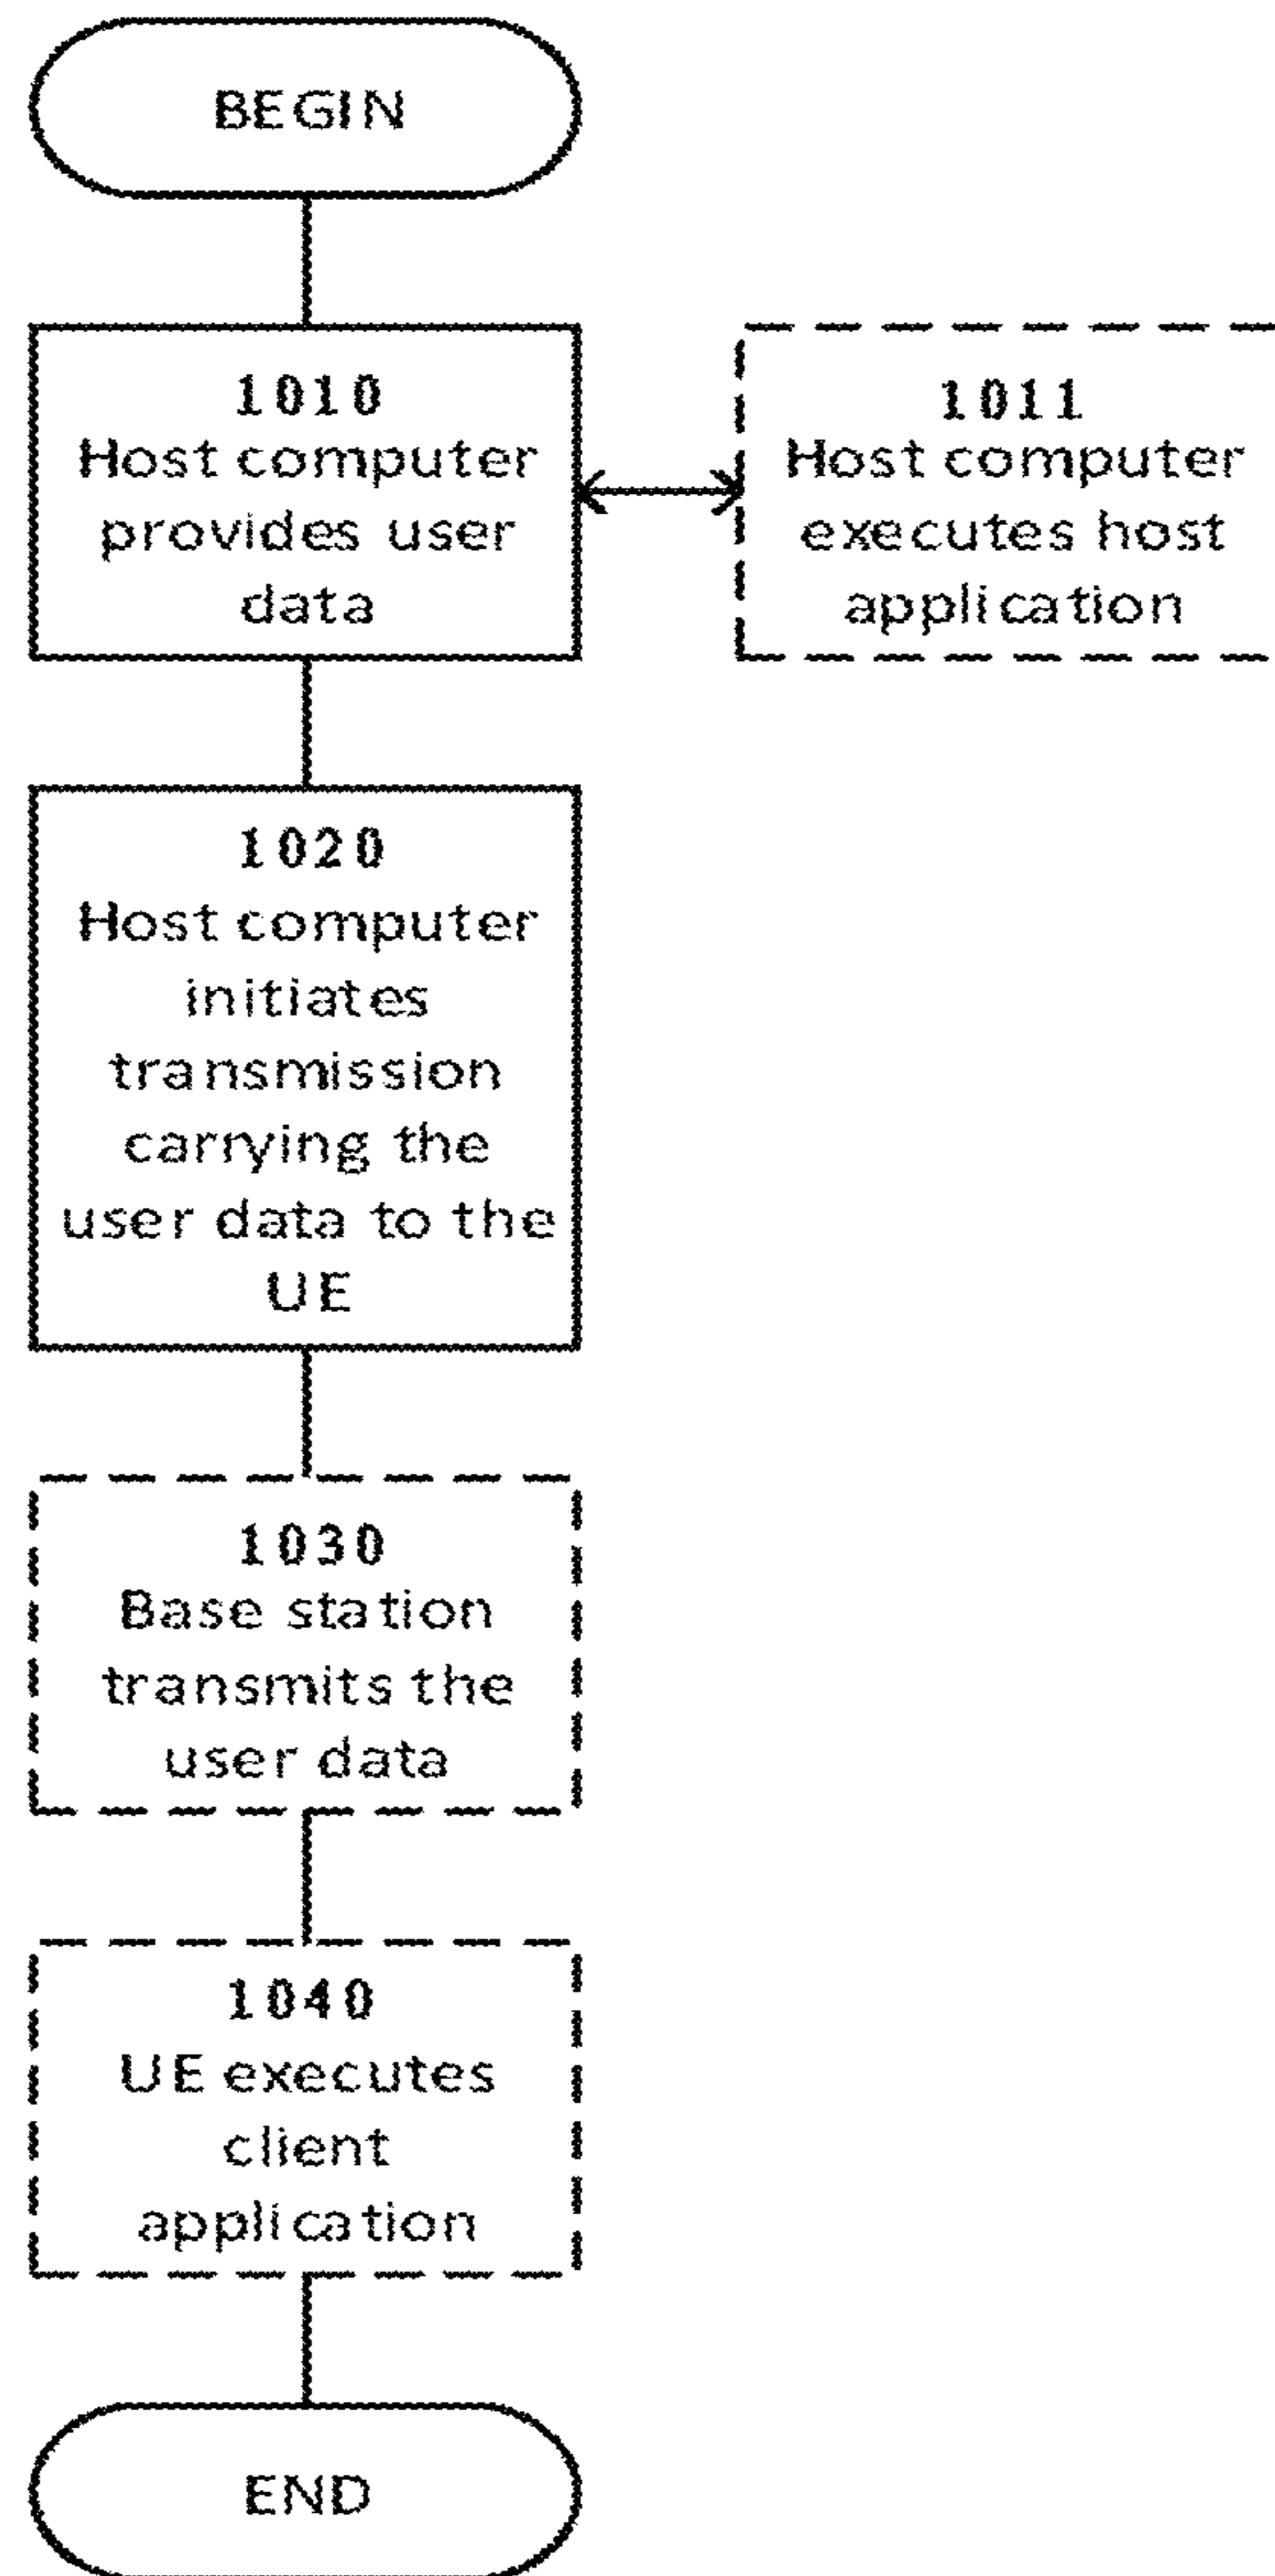 BEGIN
1010
Host computer
provides user
data
1011
Host computer
executes host
application
1020
Host computer
initiates
transmission
carrying the
user data to the
UE
1030
Base station
transmits the
user data
1040
UE executes
client
application
END